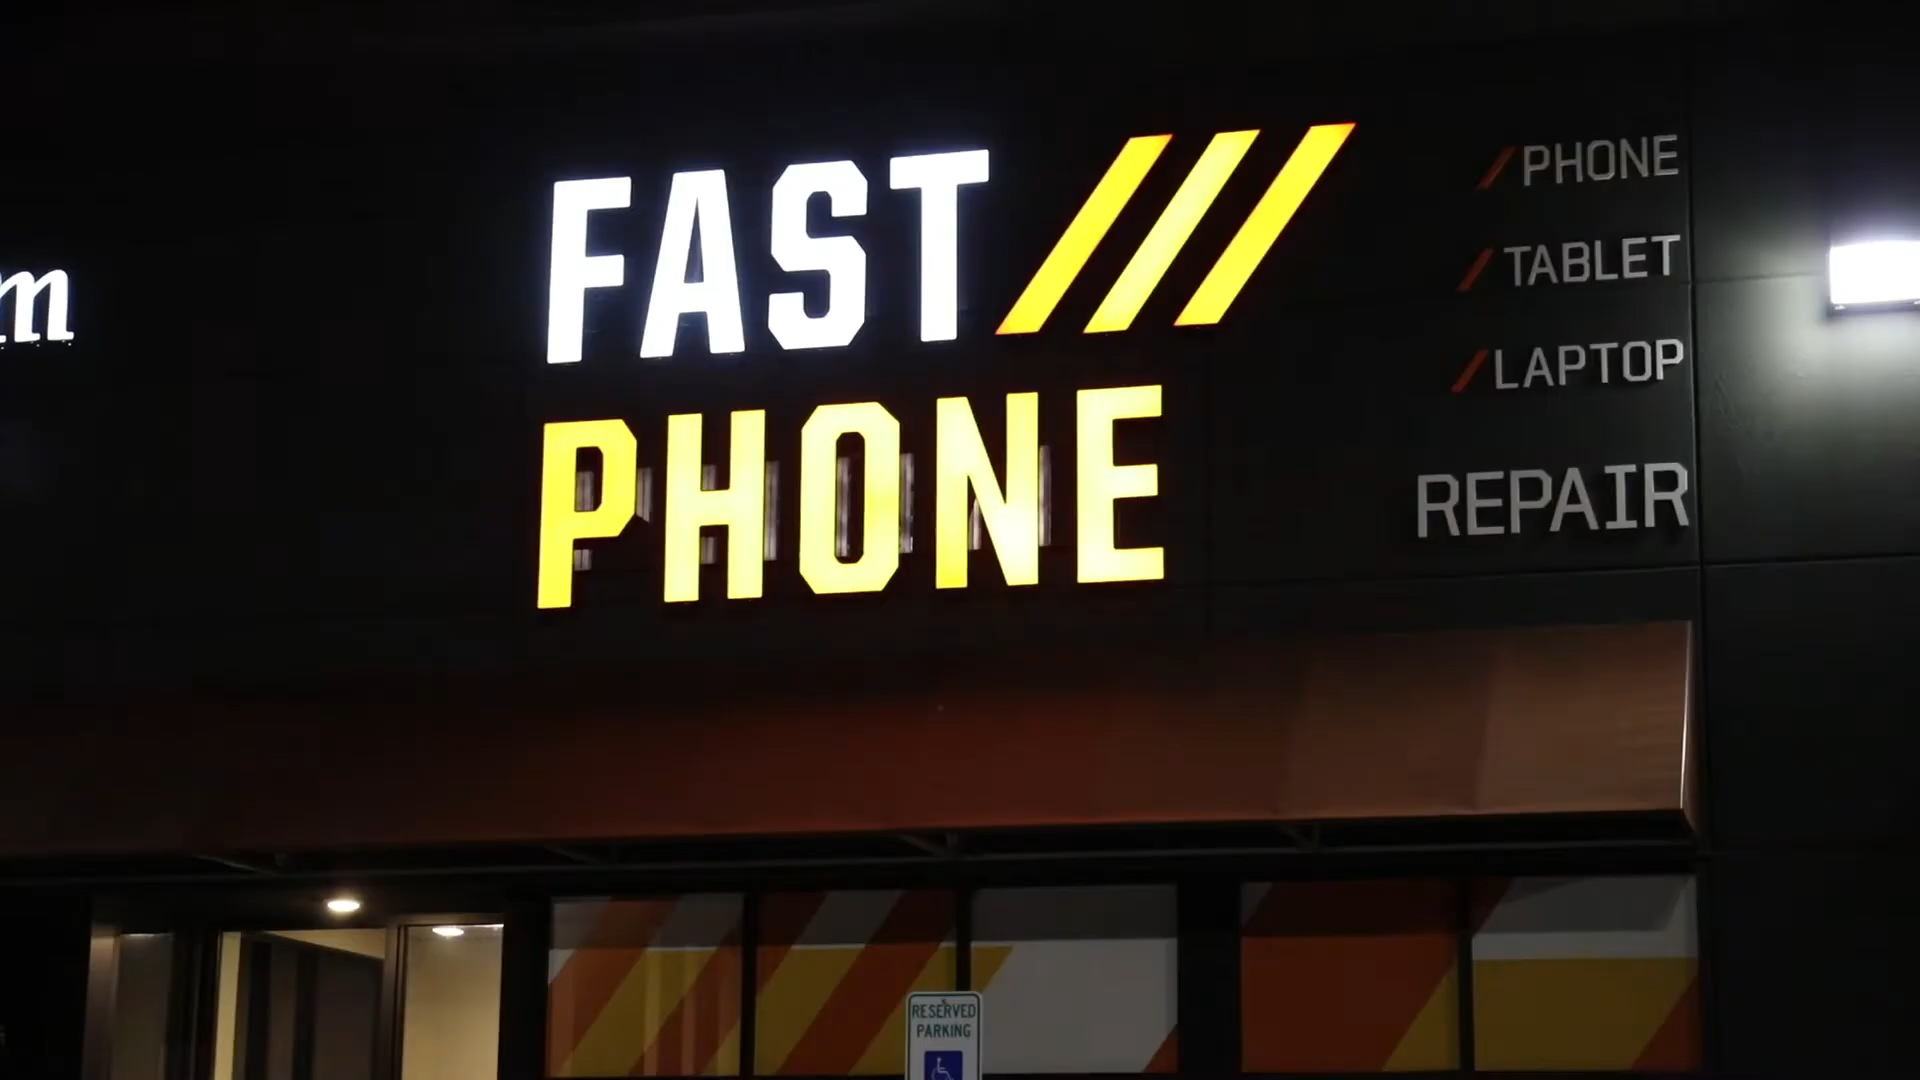 FAST
PHONE
PHONE
TABLET
LAPTOP
REPAIR
m
RESERVED
PARKING